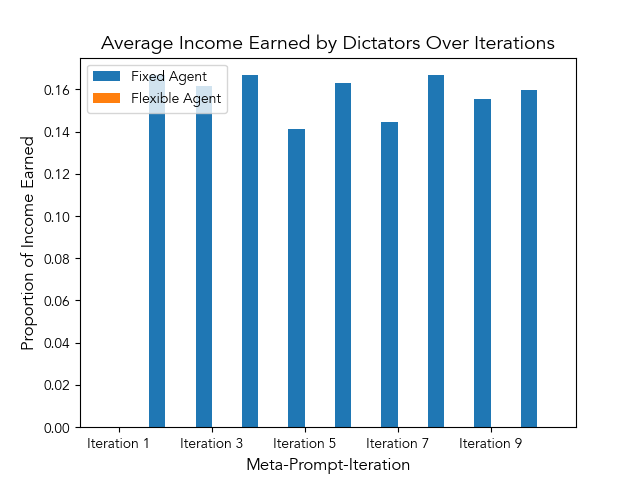 Average Income Earned by Dictators Over Iterations
Fixed Agent
Flexible Agent
Proportion of Income Earned
0.16
0.14
0.12
0.10
0.08
0.06
0.04
0.02
0.00
Iteration 1 Iteration 3 Iteration 5 Iteration 7 Iteration 9
Meta-Prompt-Iteration